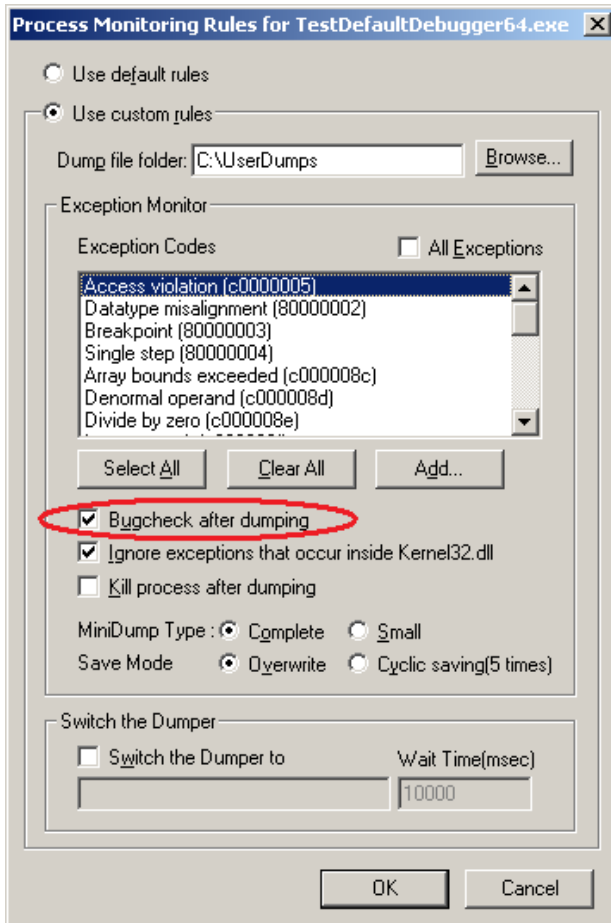 Process Monitoring Rules for TestDefaultDebugger64.exe
Use default rules
Use custom rules
Dump file folder: C:\UserDumps Browse...
Exception Monitor
Exception Codes All Exceptions
Access violation (c0000005)
Datatype misalignment (80000002)
Breakpoint (80000003)
Single step (80000004)
Array bounds exceeded (c000008c)
Denormal operand (c000008d)
Divide by zero (c000008e)
Select All Clear All Add...
Bugcheck after dumping
Ignore exceptions that occur inside Kernel32.dll
Kill process after dumping
MiniDump Type : Complete Small
Save Mode Overwrite Cyclic saving(5 times)
Switch the Dumper
Switch the Dumper to Wait Time(msec)
10000
OK Cancel